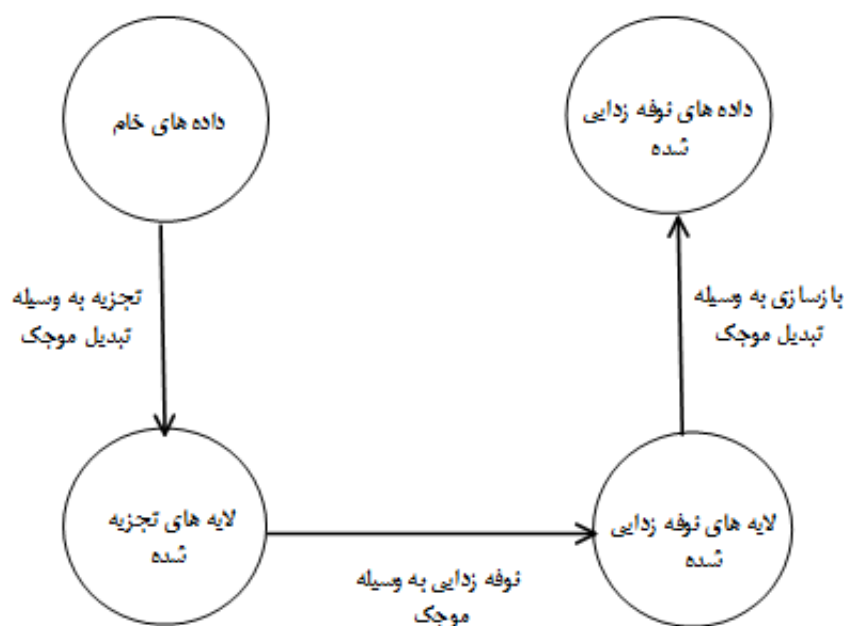 داده های خام
تجزیه به وسیله
تبدیل موجک
لایه های تجزیه
شده
نوفه زدایی به وسیله
موجک
لایه های نوفه زدایی
شده
بازسازی به وسیله
تبدیل موجک
داده های نوفه زدایی
شده